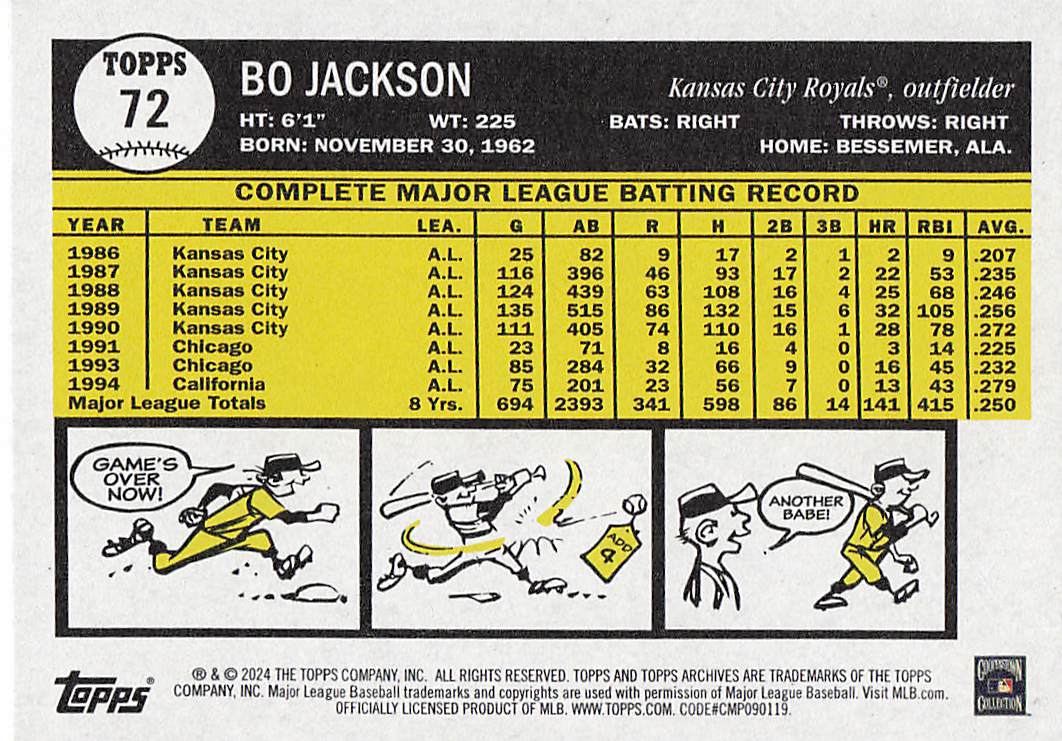 TOPPS
72
BO JACKSON
Kansas City Royals®, outfielder
HT: 6'1" WT: 225 BATS: RIGHT THROWS: RIGHT
BORN: NOVEMBER 30, 1962 HOME: BESSEMER, ALA.
COMPLETE MAJOR LEAGUE BATTING RECORD
YEAR TEAM LEA. G AB R H 2B 3B HR RBI AVG.
1986 Kansas City A.L. 25 82 9 17 2 1 2 9 .207
1987 Kansas City A.L. 116 396 46 93 17 2 22 53 .235
1988 Kansas City A.L. 124 439 63 108 16 4 25 68 .246
1989 Kansas City A.L. 135 515 86 132 15 6 32 105 .256
1990 Kansas City A.L. 111 405 74 110 16 1 28 78 .272
1991 Chicago A.L. 23 71 8 16 4 0 3 14 .225
1993 Chicago A.L. 85 284 32 66 9 0 16 45 .232
1994 California A.L. 75 201 23 56 7 0 13 43 .279
Major League Totals 8 Yrs. 694 2393 341 598 86 14 141 415 .250
GAME'S
OVER
NOW!
ADD
4
ANOTHER
BABE!
topps®
® & © 2024 THE TOPPS COMPANY, INC. ALL RIGHTS RESERVED. TOPPS AND TOPPS ARCHIVES ARE TRADEMARKS OF THE TOPPS
COMPANY, INC. Major League Baseball trademarks and copyrights are used with permission of Major League Baseball. Visit MLB.com.
OFFICIALLY LICENSED PRODUCT OF MLB. WWW.TOPPS.COM. CODE#CMP090119.
COOPERSTOWN
COLLECTION